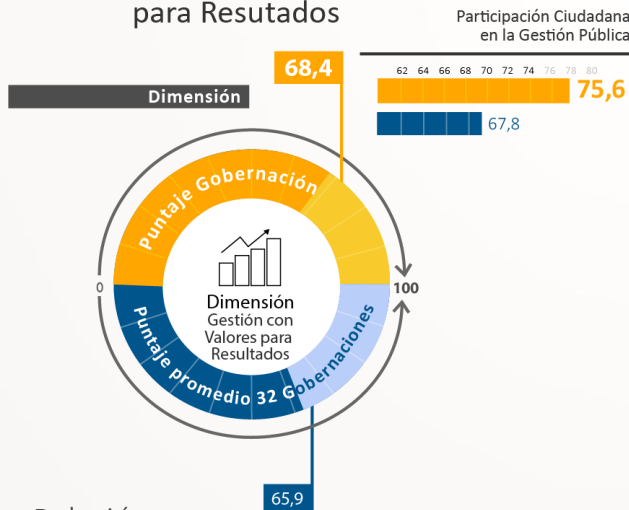 para Resutados
Participación Ciudadana
en la Gestión Pública
68,4
62 64 66 68 70 72 74 76 78 80
75,6
67,8
Dimensión
Puntaje Gobernación
0
100
Dimensión
Gestión con
Valores para
Resultados
Puntaje promedio 32 Gobernaciones
65,9